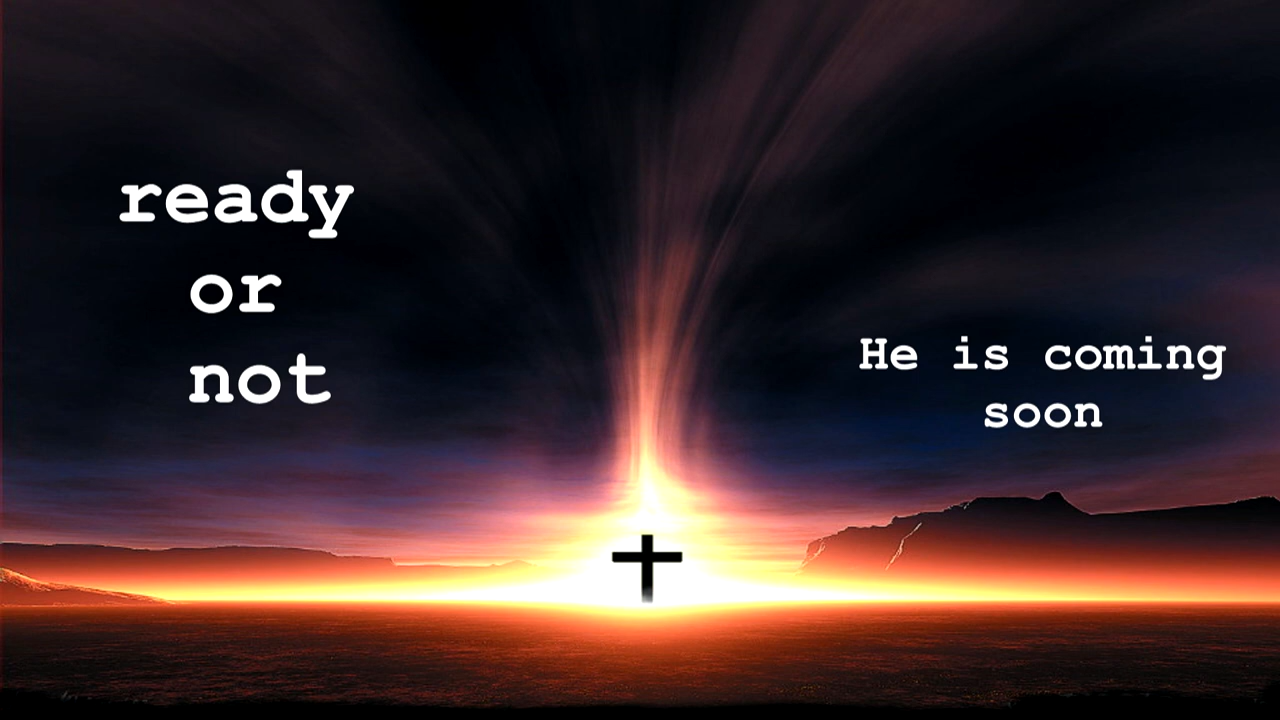 ready
or
not
He is coming
soon